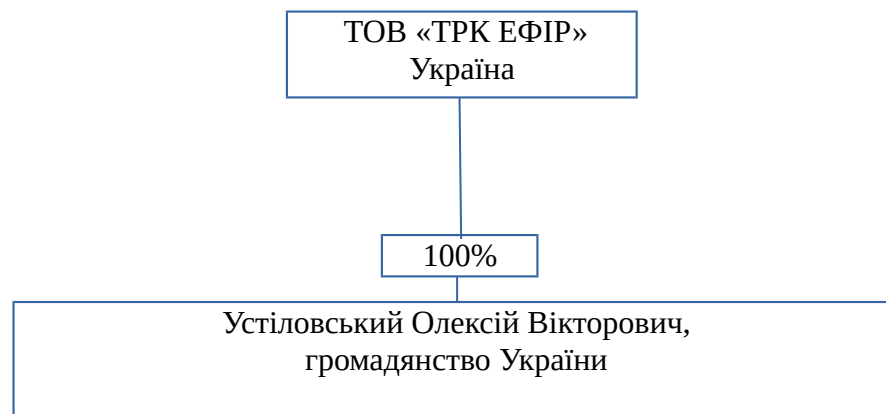 ТОВ «ТРК ЕФІР»
Україна
100%
Устіловський Олексій Вікторович,
громадянство України